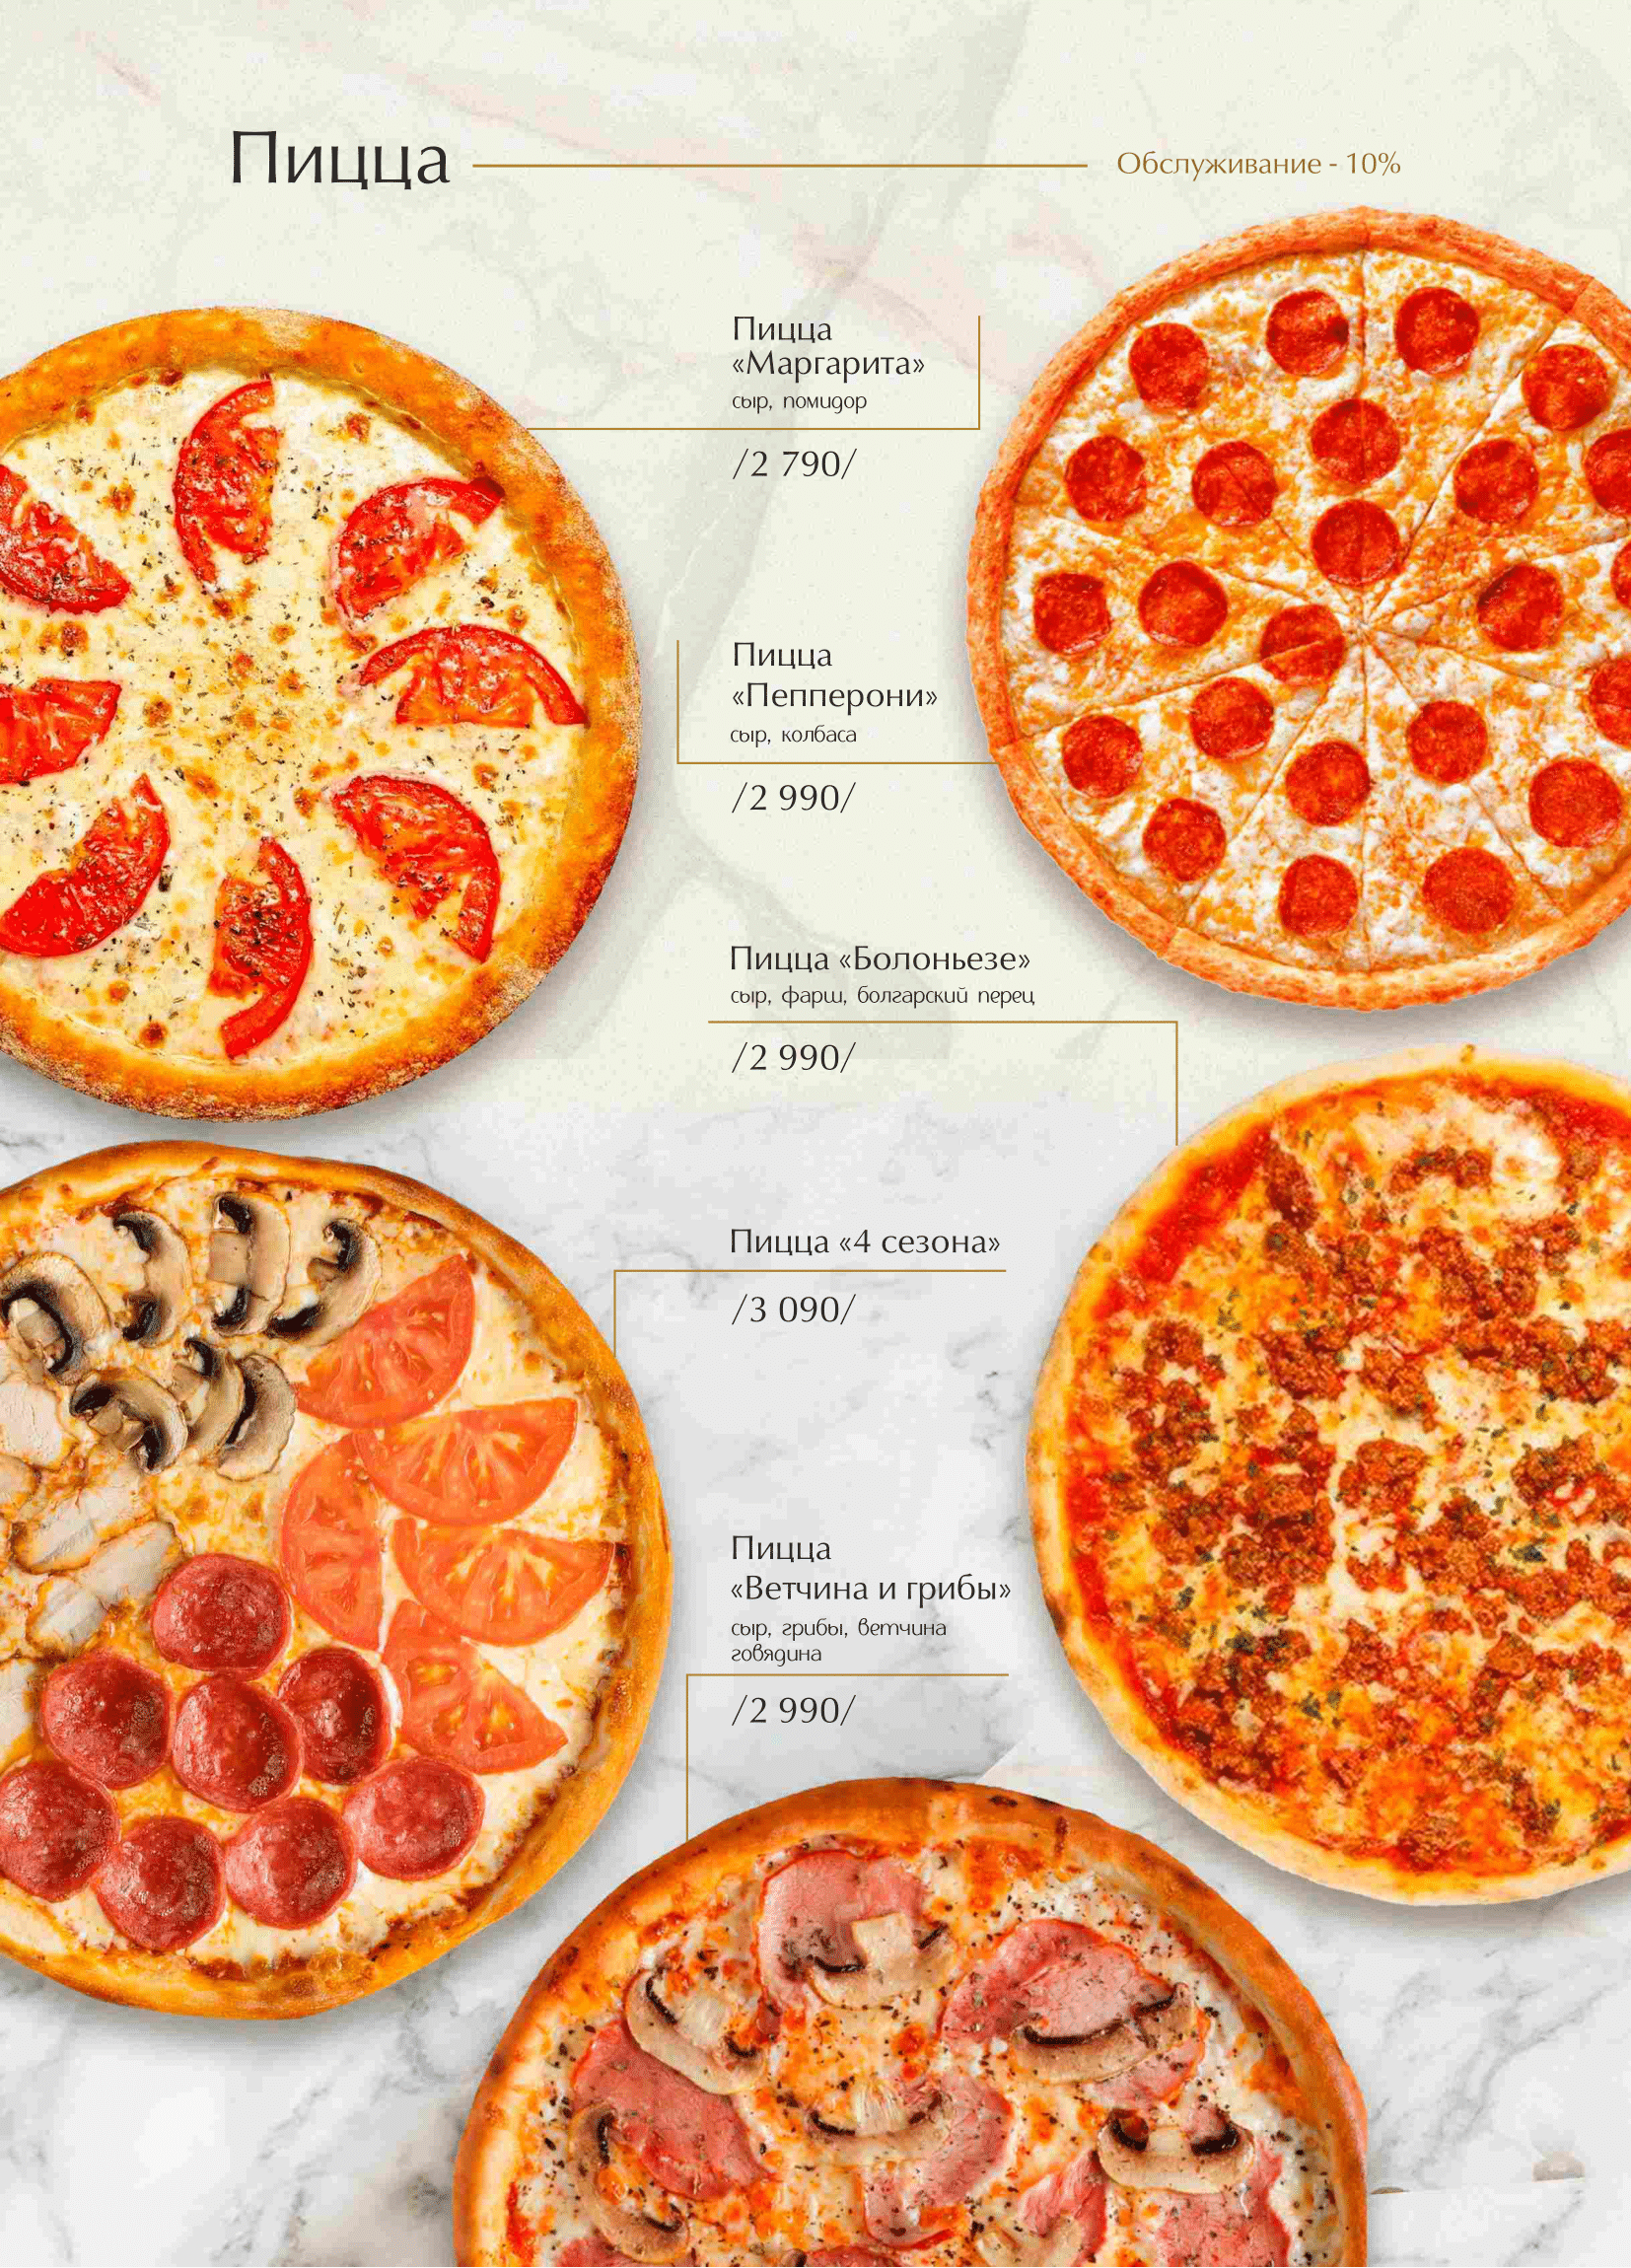 Пицца
Обслуживание - 10%
Пицца
«Маргарита»
сыр, помидор
/2 790/
Пицца
«Пепперони»
сыр, колбаса
/2 990/
Пицца «Болоньезе»
сыр, фарш, болгарский перец
/2 990/
Пицца «4 сезона»
/3 090/
Пицца
«Ветчина и грибы»
сыр, грибы, ветчина
говядина
/2 990/